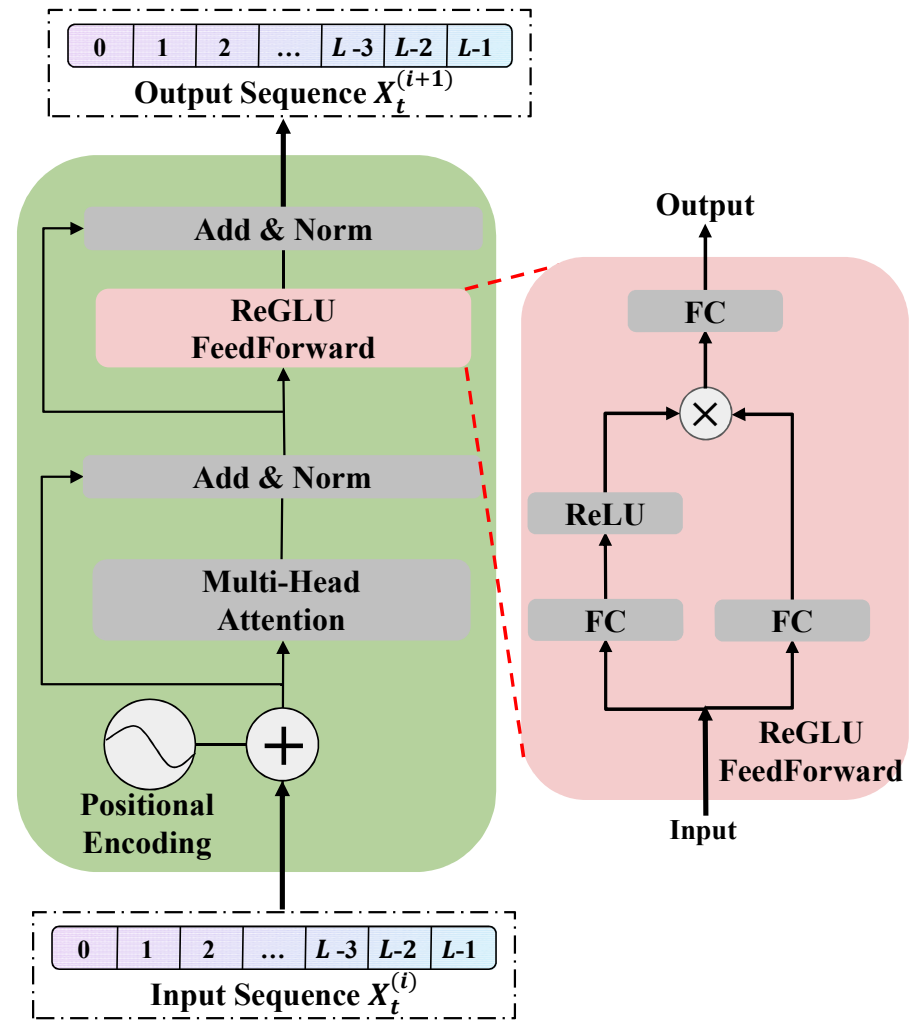 0 1 2 … L-3 L-2 L-1
Output Sequence X_t^{(i+1)}
Add & Norm
ReGLU
FeedForward
Add & Norm
Multi-Head
Attention
+
Positional
Encoding
0 1 2 … L-3 L-2 L-1
Input Sequence X_t^{(i)}
Output
FC
×
ReLU
FC FC
ReGLU
FeedForward
Input